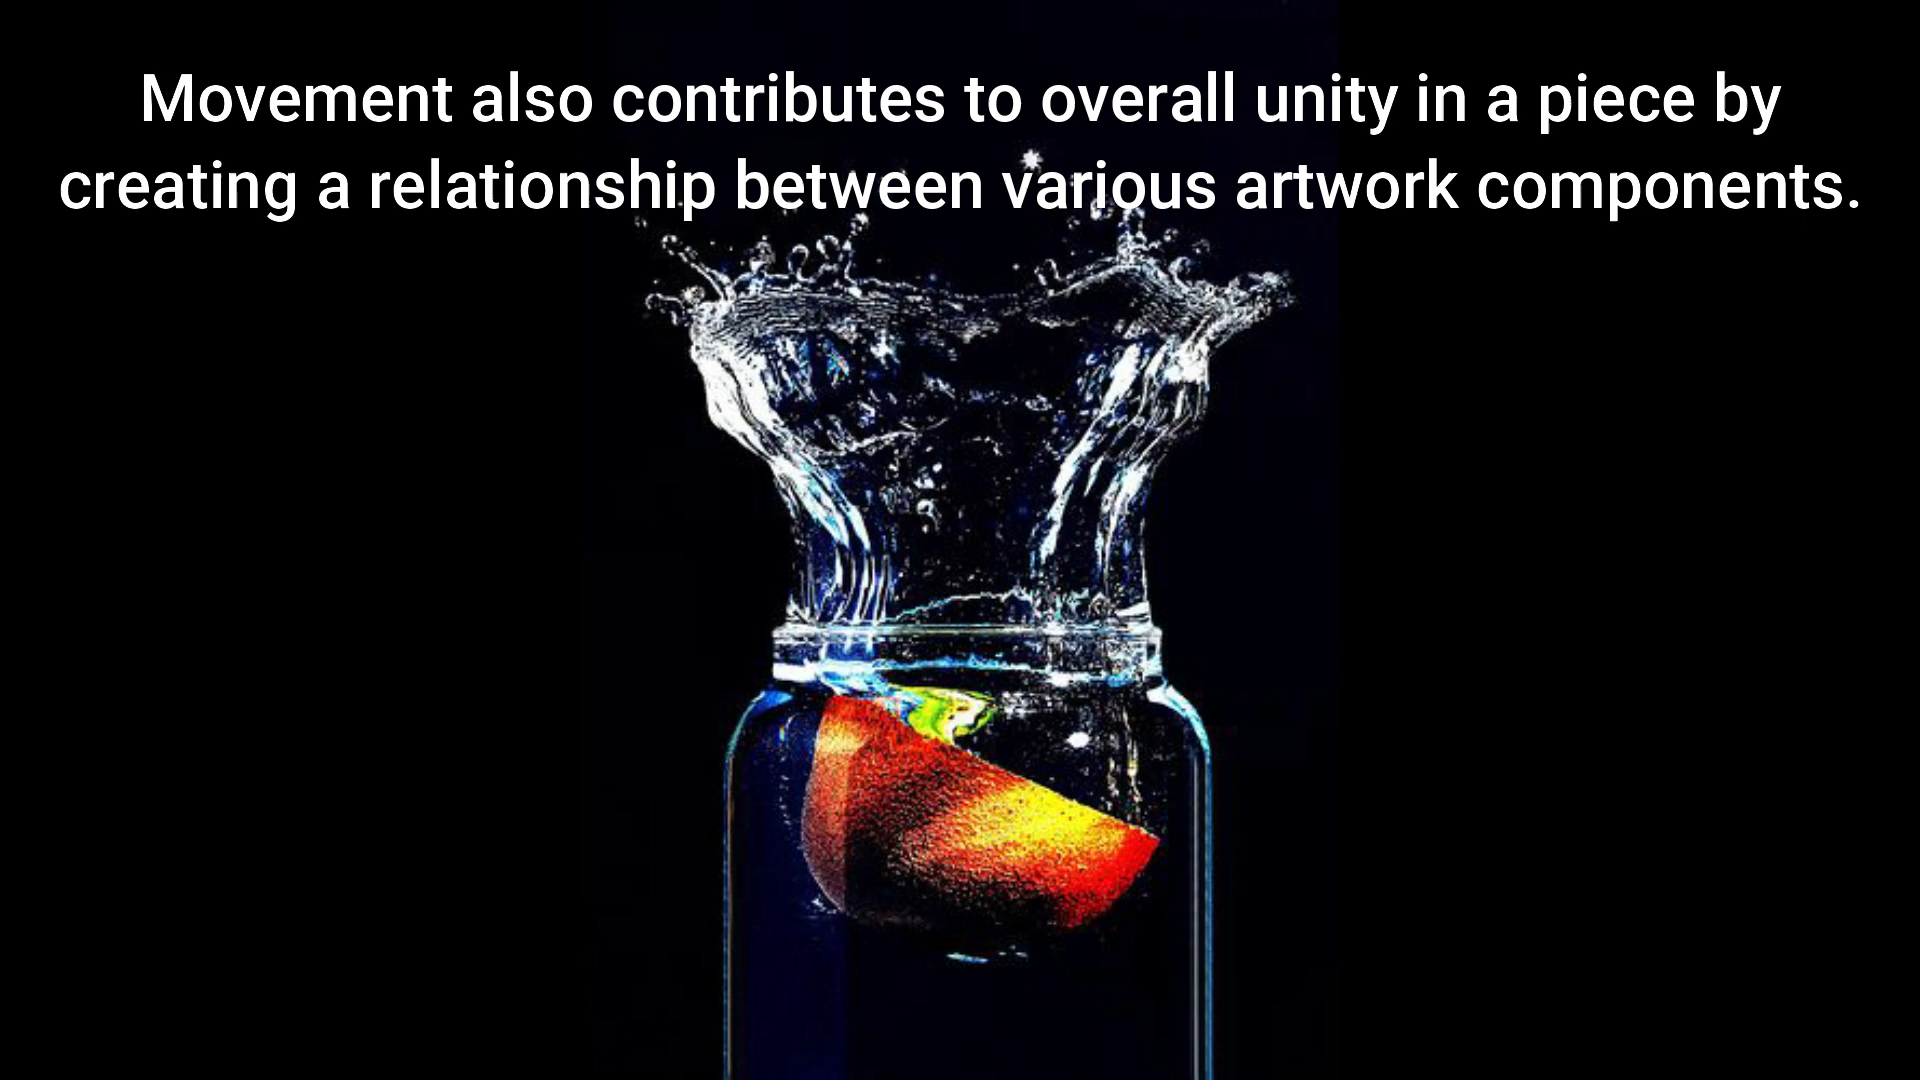 Movement also contributes to overall unity in a piece by
creating a relationship between various artwork components.